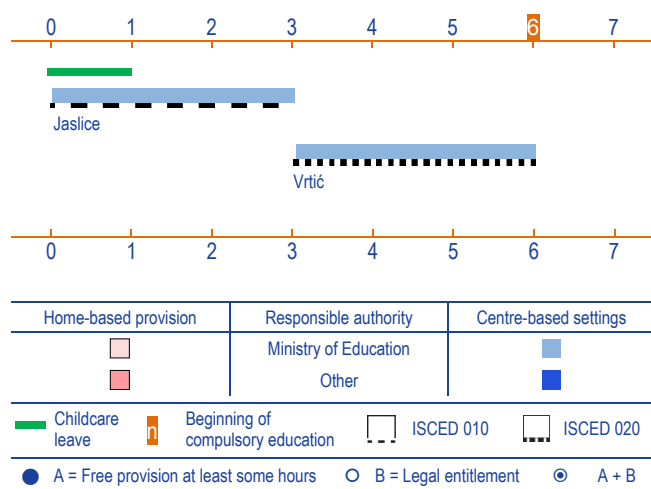 0 1 2 3 4 5 6 7
Jaslice
Vrtić
0 1 2 3 4 5 6 7
Home-based provision Responsible authority Centre-based settings
Ministry of Education
Other
Childcare leave
n
Beginning of compulsory education
ISCED 010
ISCED 020
A = Free provision at least some hours B = Legal entitlement A + B